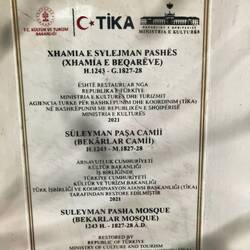 T.C. KÜLTÜR VE TURİZM
BAKANLIĞI
TİKA
REPUBLIKA E SHQIPËRISË
MINISTRIA E KULTURËS
XHAMIA E SYLEJMAN PASHËS
(XHAMIA E BEQARËVE)
H.1243 - G.1827-28
ËSHTË RESTAURUAR NGA
REPUBLIKA E TÜRKIYE
MINISTRIA E KULTURËS DHE TURIZMIT
AGJENCIA TURKE PËR BASHKËPUNIM DHE KOORDINIM (TİKA)
NË BASHKËPUNIM ME REPUBLIKËN E SHQIPËRISË
MINISTRIA E KULTURËS
2021
SÜLEYMAN PAŞA CAMİİ
(BEKARLAR CAMİİ)
H.1243 - M.1827-28
ARNAVUTLUK CUMHURİYETİ
KÜLTÜR BAKANLIĞI
İŞ BİRLİĞİNDE
TÜRKİYE CUMHURİYETİ
KÜLTÜR VE TURİZM BAKANLIĞI
TÜRK İŞBİRLİĞİ VE KOORDİNASYON AJANSI BAŞKANLIĞI (TİKA)
TARAFINDAN RESTORE EDİLMİŞTİR
2021
SULEYMAN PASHA MOSQUE
(BEKARLAR MOSQUE)
1243 H. - 1827-28 A.D.
RESTORED BY
REPUBLIC OF TÜRKİYE
MINISTRY OF CULTURE AND TOURISM